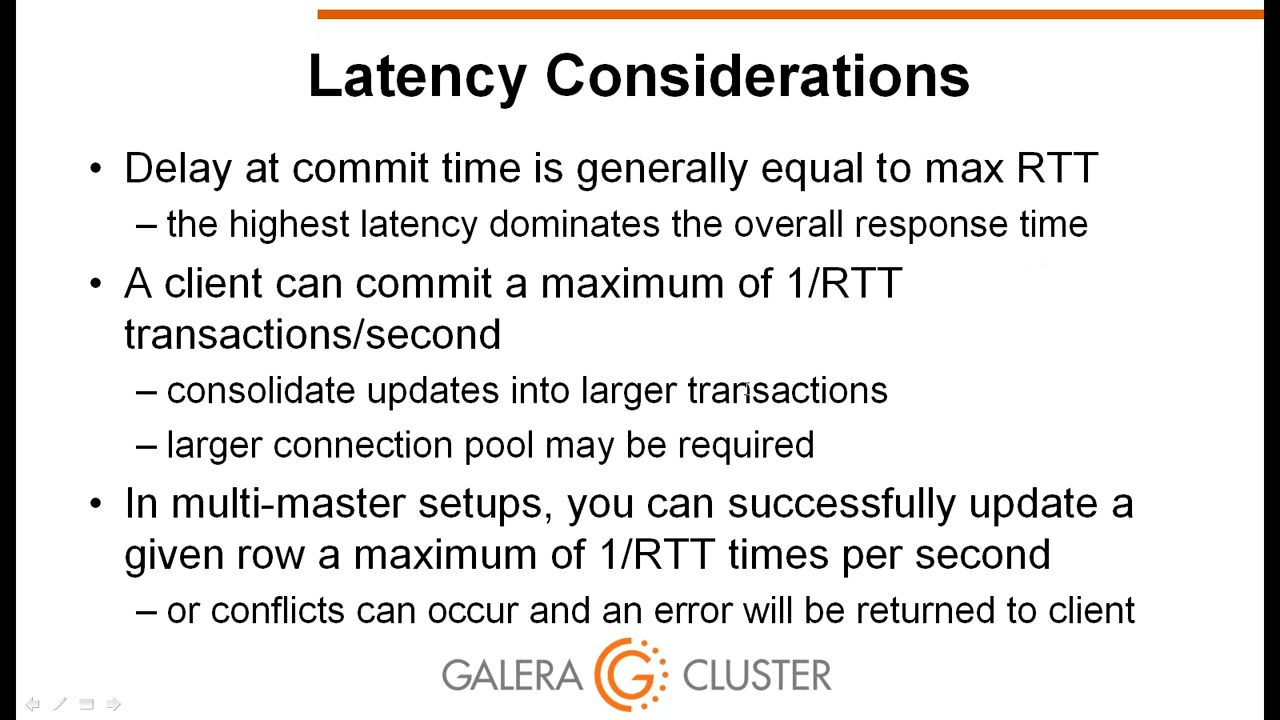 Latency Considerations
• Delay at commit time is generally equal to max RTT
– the highest latency dominates the overall response time
• A client can commit a maximum of 1/RTT
transactions/second
– consolidate updates into larger transactions
– larger connection pool may be required
• In multi-master setups, you can successfully update a
given row a maximum of 1/RTT times per second
– or conflicts can occur and an error will be returned to client
GALERA CLUSTER